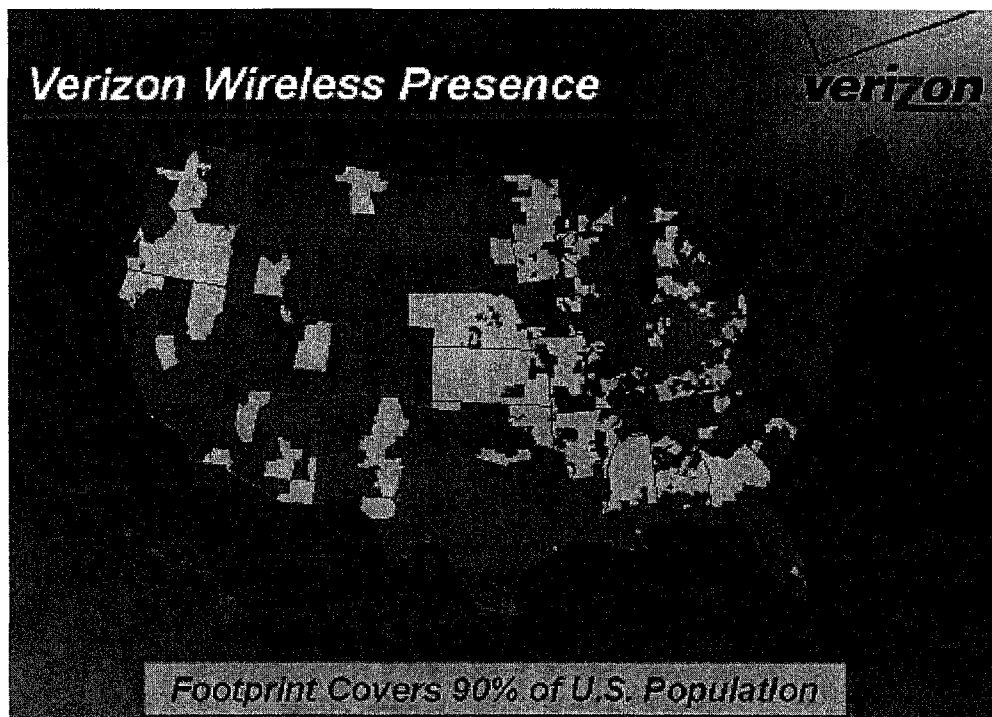 Verizon Wireless Presence
verizon
Footprint Covers 90% of U.S. Population